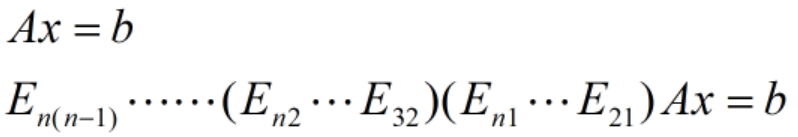 Ax = b
E_{n(n-1)} ⋯⋯(E_{n2} ⋯ E_{32})(E_{n1} ⋯ E_{21})Ax = b